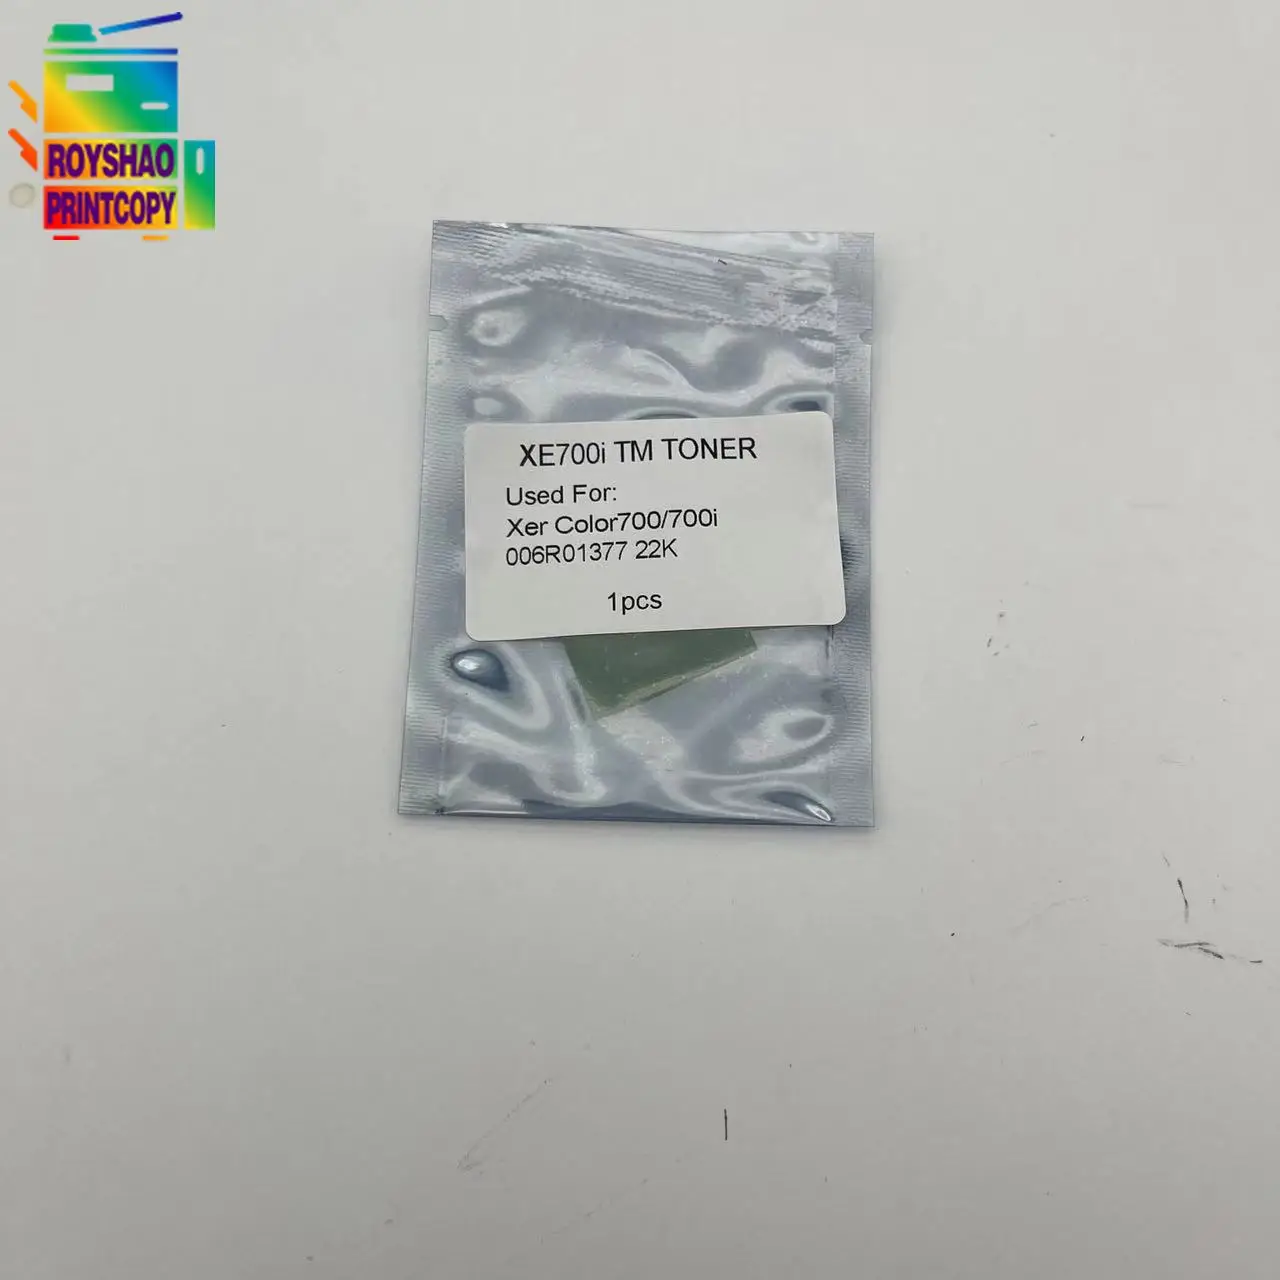 ROYSHAO
PRINTCOPY
XE700i TM TONER
Used For:
Xer Color700/700i
006R01377 22K
1pcs